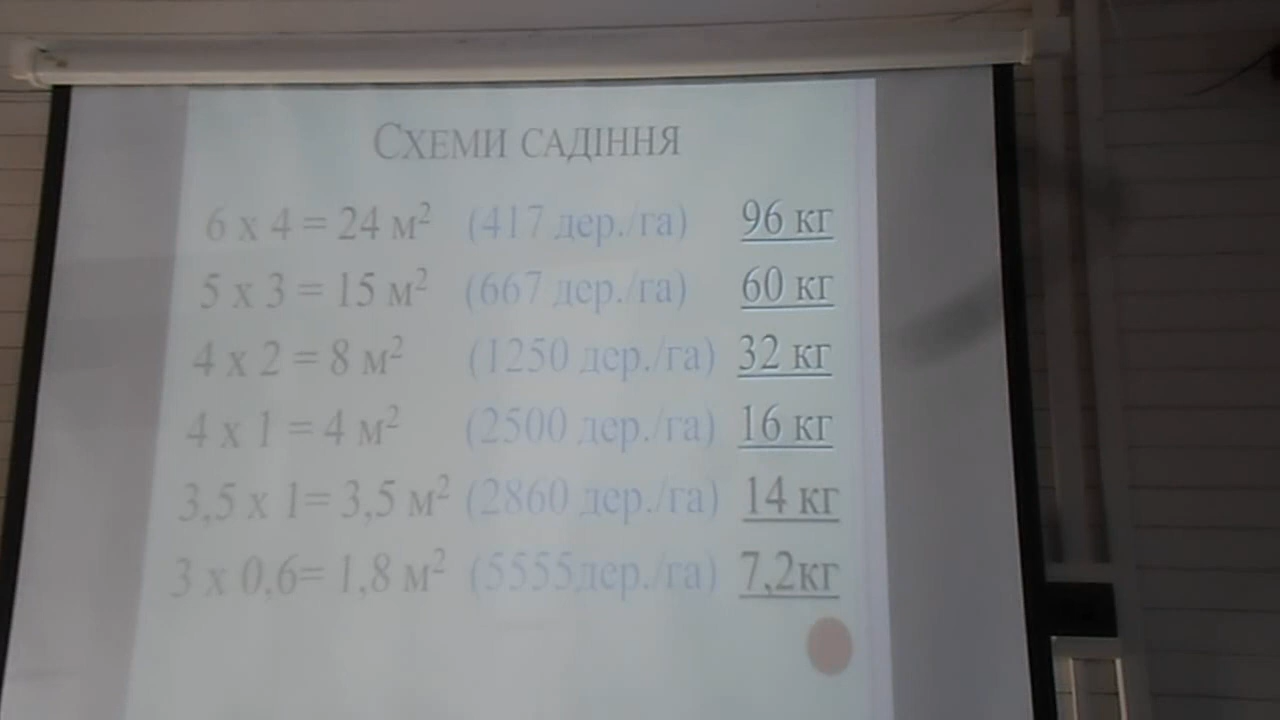 СХЕМИ САДІННЯ
6 х 4 = 24 м² (417 дер./га) 96 кг
5 х 3 = 15 м² (667 дер./га) 60 кг
4 х 2 = 8 м² (1250 дер./га) 32 кг
4 х 1 = 4 м² (2500 дер./га) 16 кг
3,5 х 1= 3,5 м² (2860 дер./га) 14 кг
3 х 0,6= 1,8 м² (5555дер./га) 7,2кг